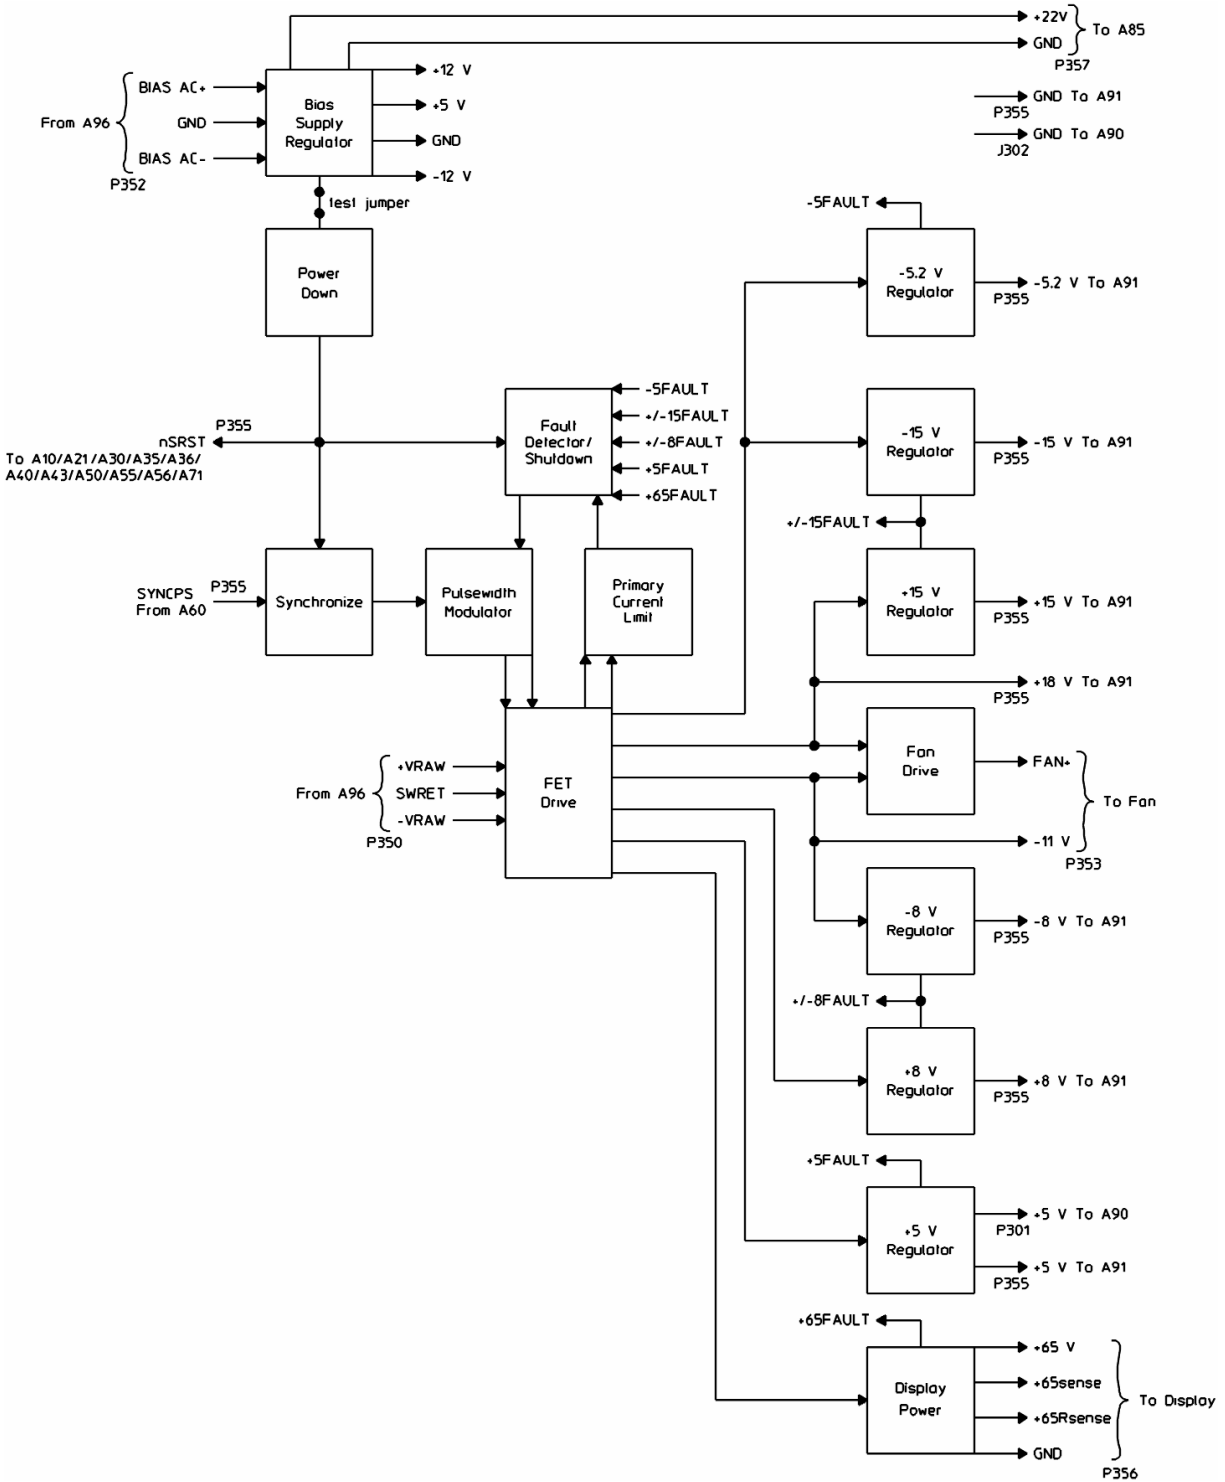 +22V
To A85
GND
P357
BIAS AC+
GND
BIAS AC-
From A96
P352
Bias
Supply
Regulator
+12 V
+5 V
GND
-12 V
GND To A91
P355
GND To A90
J302
test jumper
Power
Down
-5FAULT
-5.2 V
Regulator
-5.2 V To A91
P355
P355
nSRST
To A10/A21/A30/A35/A36/
A40/A43/A50/A55/A56/A71
Fault
Detector/
Shutdown
-5FAULT
+/-15FAULT
+/-8FAULT
+5FAULT
+65FAULT
-15 V
Regulator
-15 V To A91
P355
+/-15FAULT
SYNCPS
From A60
P355
Synchronize
Pulsewidth
Modulator
Primary
Current
Limit
+15 V
Regulator
+15 V To A91
P355
+18 V To A91
P355
From A96
+VRAW
SWRET
-VRAW
P350
FET
Drive
Fan
Drive
FAN+
To Fan
-11 V
P353
-8 V
Regulator
-8 V To A91
P355
+/-8FAULT
+8 V
Regulator
+8 V To A91
P355
+5FAULT
+5 V
Regulator
+5 V To A90
P301
+5 V To A91
P355
+65FAULT
Display
Power
+65 V
+65sense
+65Rsense
GND
To Display
P356